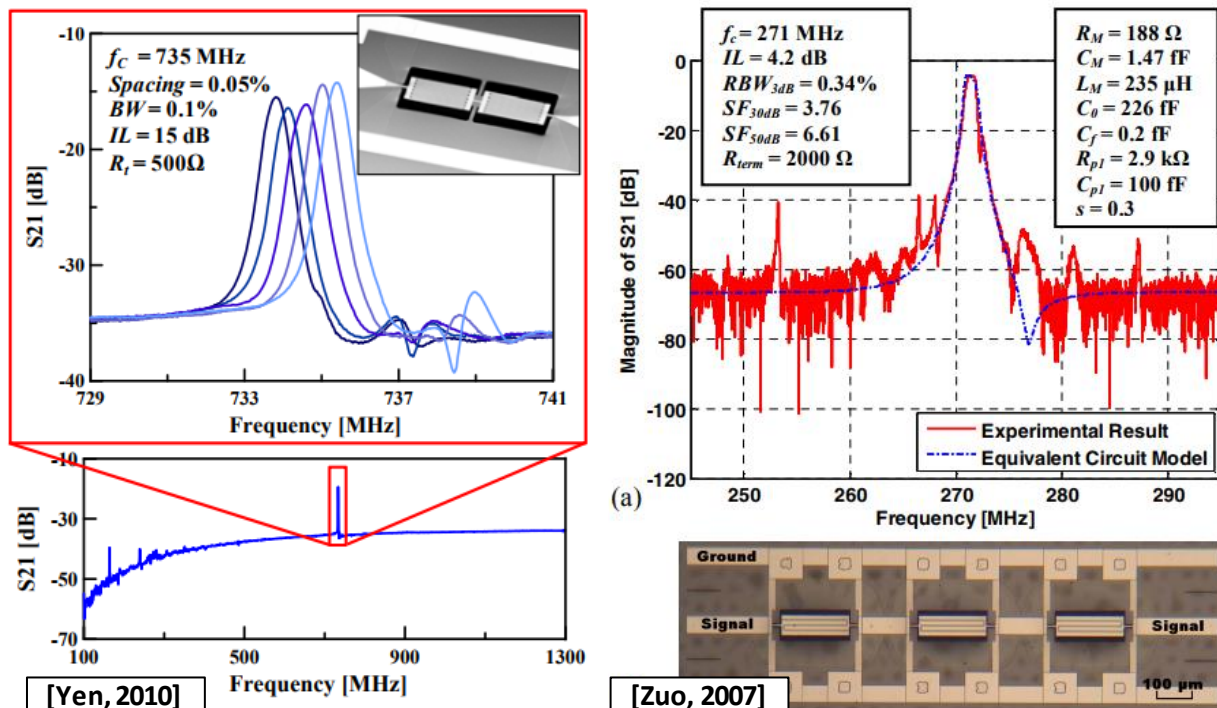 -10
f_C = 735 MHz
Spacing = 0.05%
BW = 0.1%
IL = 15 dB
R_t = 500Ω
-20
-30
-40
S21 [dB]
729
733
737
741
Frequency [MHz]
-10
-30
-50
-70
S21 [dB]
100
500
900
1300
Frequency [MHz]
[Yen, 2010]
f_c = 271 MHz
IL = 4.2 dB
RBW_3dB = 0.34%
SF_30dB = 3.76
SF_50dB = 6.61
R_term = 2000 Ω
R_M = 188 Ω
C_M = 1.47 fF
L_M = 235 μH
C_0 = 226 fF
C_f = 0.2 fF
R_p1 = 2.9 kΩ
C_p1 = 100 fF
s = 0.3
0
-20
-40
-60
-80
-100
-120
Magnitude of S21 [dB]
Experimental Result
Equivalent Circuit Model
250
260
270
280
290
(a)
Frequency [MHz]
Ground
Signal
Signal
100 μm
[Zuo, 2007]